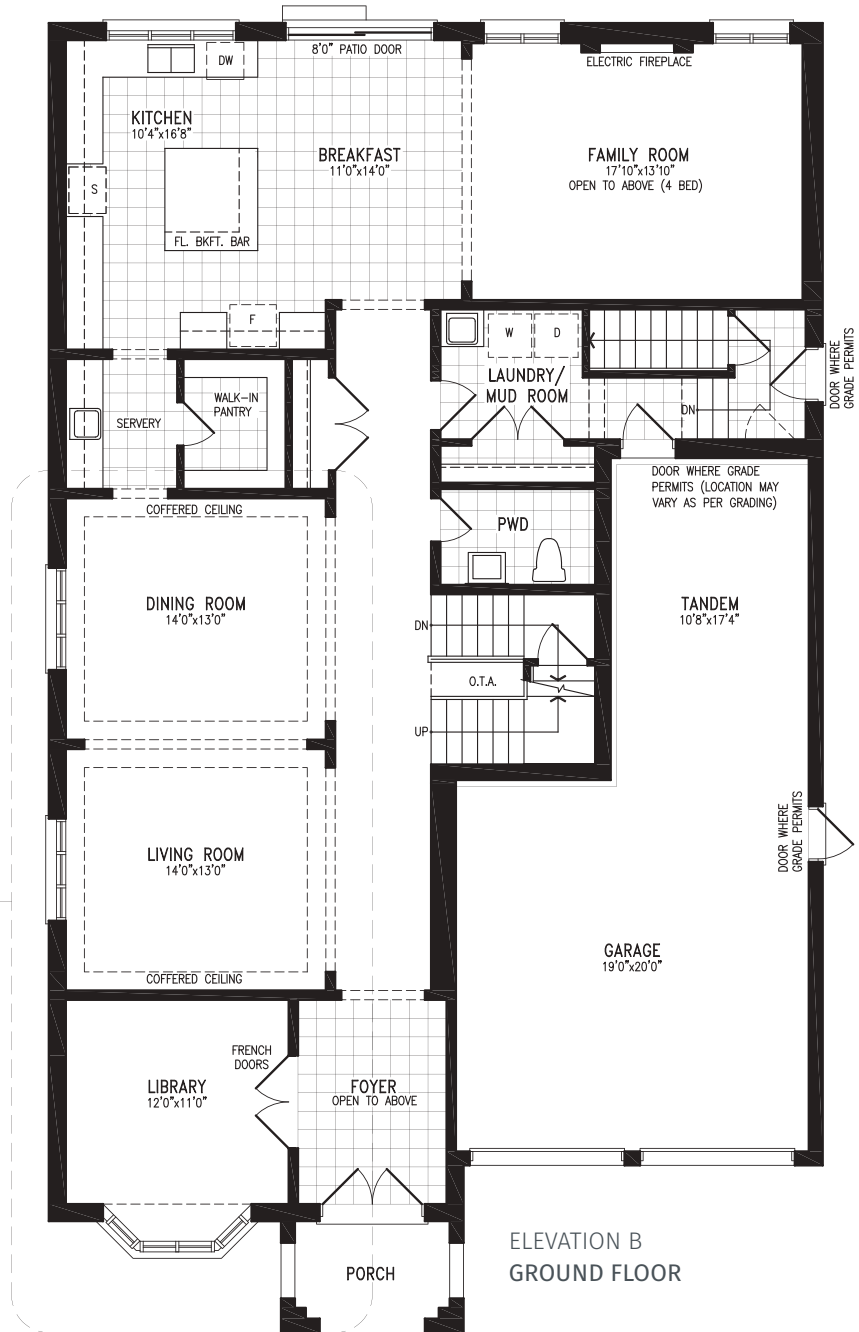 8'0" PATIO DOOR
ELECTRIC FIREPLACE
DW
KITCHEN
10'4"x16'8"
BREAKFAST
11'0"x14'0"
FAMILY ROOM
17'10"x13'10"
OPEN TO ABOVE (4 BED)
S
FL. BKFT. BAR
F
W
D
LAUNDRY/
MUD ROOM
DN
DOOR WHERE
GRADE PERMITS
SERVERY
WALK-IN
PANTRY
DOOR WHERE GRADE
PERMITS (LOCATION MAY
VARY AS PER GRADING)
COFFERED CEILING
PWD
DINING ROOM
14'0"x13'0"
TANDEM
10'8"x17'4"
DN
O.T.A.
UP
LIVING ROOM
14'0"x13'0"
DOOR WHERE
GRADE PERMITS
COFFERED CEILING
GARAGE
19'0"x20'0"
FRENCH
DOORS
LIBRARY
12'0"x11'0"
FOYER
OPEN TO ABOVE
PORCH
ELEVATION B
GROUND FLOOR